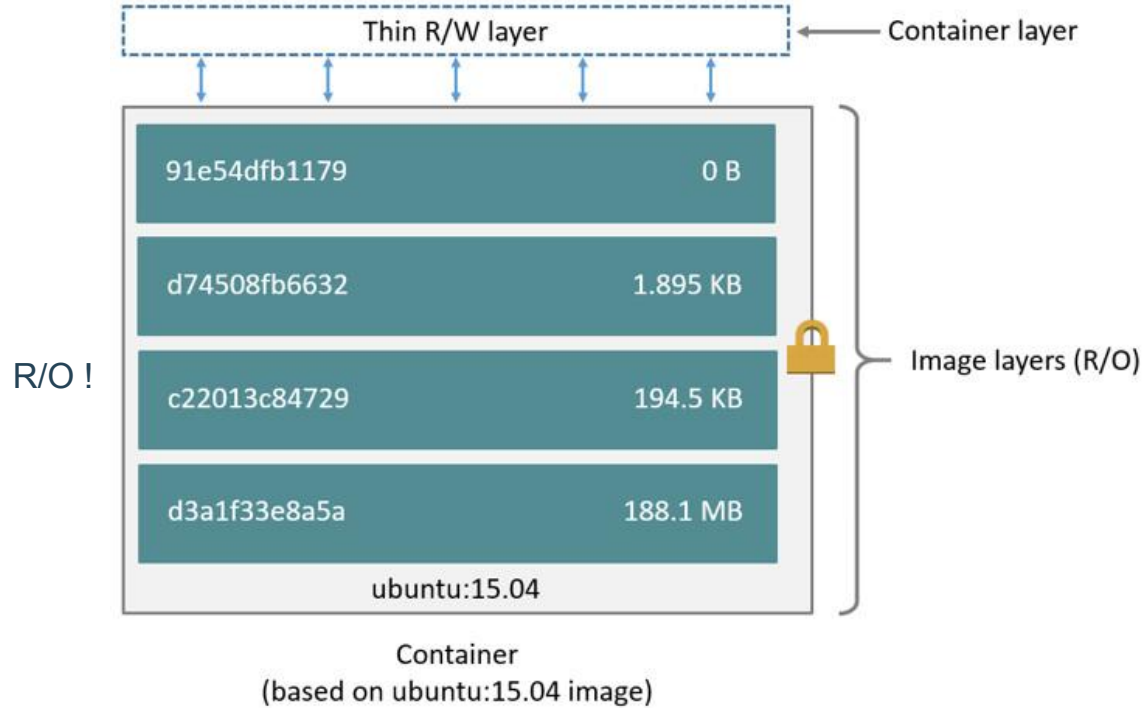 Thin R/W layer
Container layer
91e54dfb1179 0 B
d74508fb6632 1.895 KB
R/O !
Image layers (R/O)
c22013c84729 194.5 KB
d3a1f33e8a5a 188.1 MB
ubuntu:15.04
Container
(based on ubuntu:15.04 image)